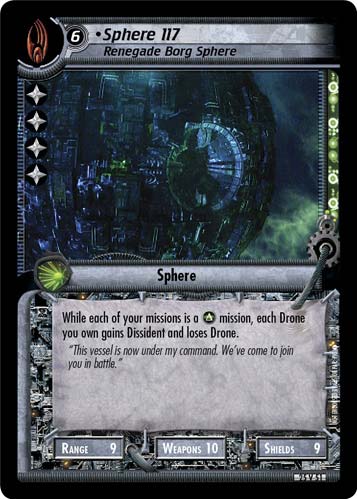 6
•Sphere 117
Renegade Borg Sphere
Sphere
While each of your missions is a mission, each Drone
you own gains Dissident and loses Drone.
"This vessel is now under my command. We've come to join
you in battle."
RANGE 9 WEAPONS 10 SHIELDS 9
25 V 51